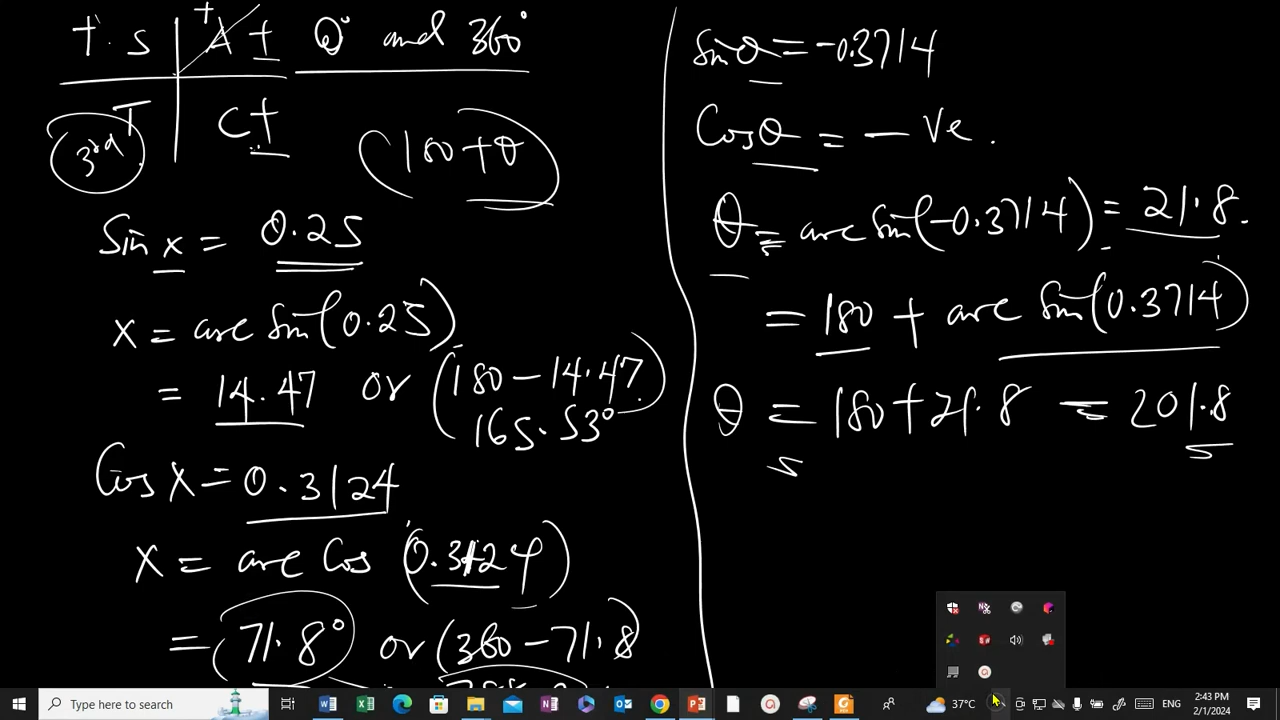 t S A t 0° and 360°
3rd T C t 180 + θ
Sin x = 0.25
x = arc Sin(0.25)
= 14.47 or (180 - 14.47)
165.53°
Cos x = 0.3124
x = arc Cos (0.3124)
= 71.8° or (360 - 71.8)
sin θ = -0.3714
Cos θ = - ve.
θ = arc sin(-0.3714) = 21.8
= 180 + arc sin(0.3714)
θ = 180 + 21.8 = 201.8
Type here to search
37°C
ENG
2:43 PM
2/1/2024